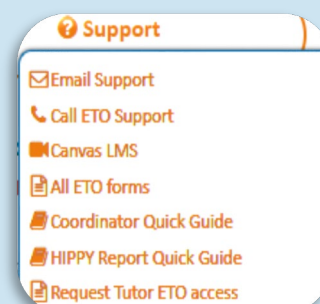 Support
Email Support
Call ETO Support
Canvas LMS
All ETO forms
Coordinator Quick Guide
HIPPY Report Quick Guide
Request Tutor ETO access